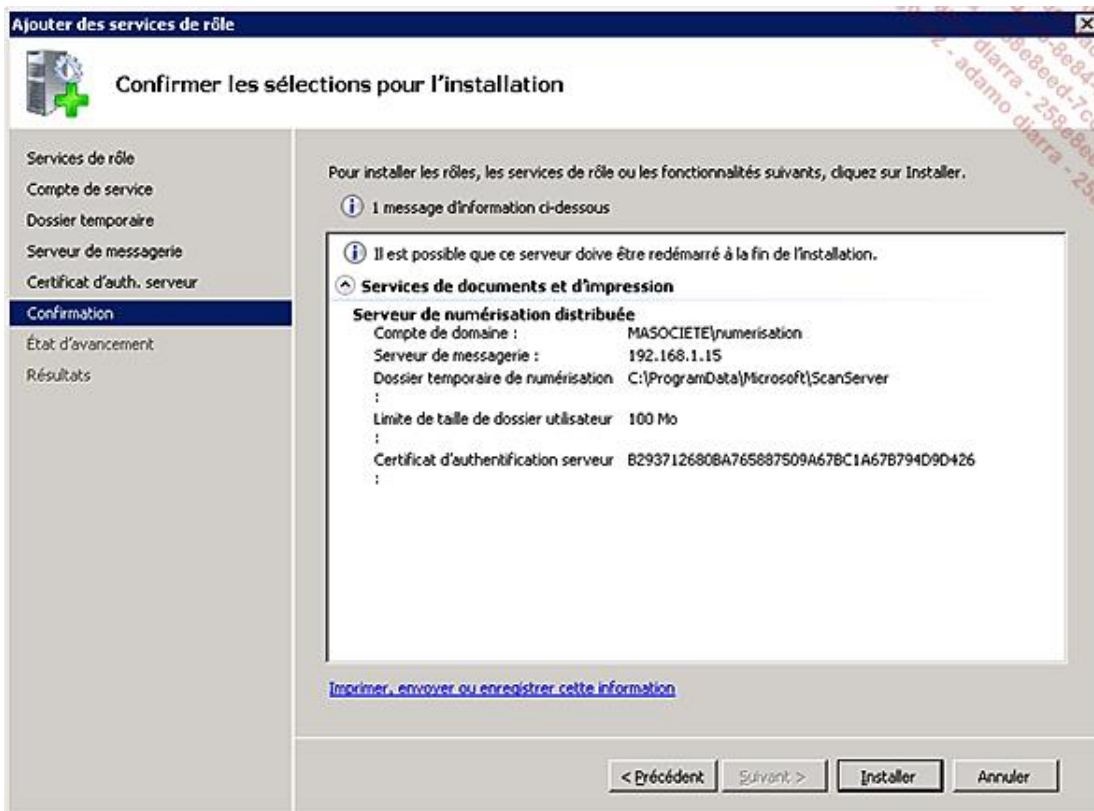 Ajouter des services de rôle
Confirmer les sélections pour l'installation
Services de rôle
Compte de service
Dossier temporaire
Serveur de messagerie
Certificat d'auth. serveur
Confirmation
État d'avancement
Résultats
Pour installer les rôles, les services de rôle ou les fonctionnalités suivants, cliquez sur Installer.
1 message d'information ci-dessous
Il est possible que ce serveur doive être redémarré à la fin de l'installation.
Services de documents et d'impression
Serveur de numérisation distribuée
Compte de domaine : MASOCIETE\numerisation
Serveur de messagerie : 192.168.1.15
Dossier temporaire de numérisation C:\ProgramData\Microsoft\ScanServer
:
Limite de taille de dossier utilisateur 100 Mo
:
Certificat d'authentification serveur B293712680BA765887509A67BC1A67B794D9D426
:
Imprimer, envoyer ou enregistrer cette information
< Précédent
Suivant >
Installer
Annuler
adamo diarra